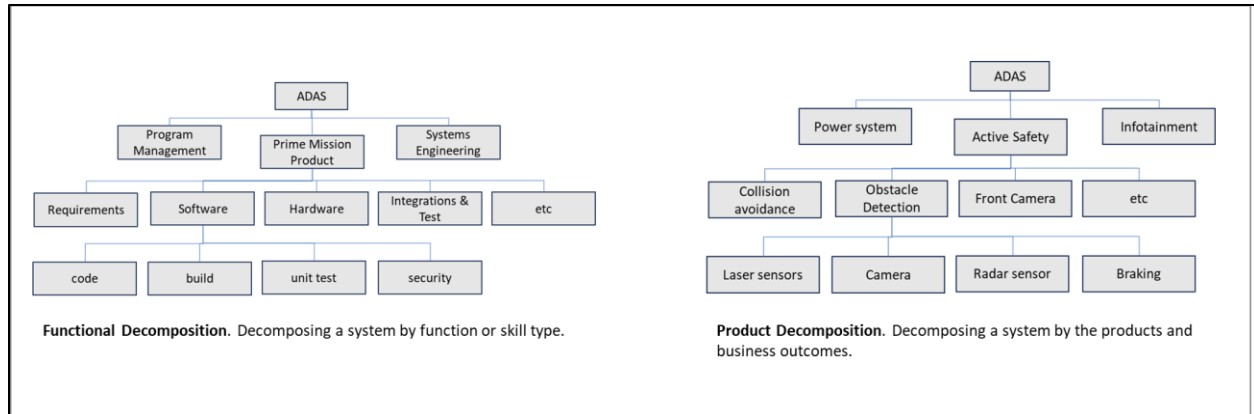 ADAS
Program
Management
Prime Mission
Product
Systems
Engineering
Requirements
Software
Hardware
Integrations &
Test
etc
code
build
unit test
security
Functional Decomposition. Decomposing a system by function or skill type.
ADAS
Power system
Active Safety
Infotainment
Collision
avoidance
Obstacle
Detection
Front Camera
etc
Laser sensors
Camera
Radar sensor
Braking
Product Decomposition. Decomposing a system by the products and
business outcomes.